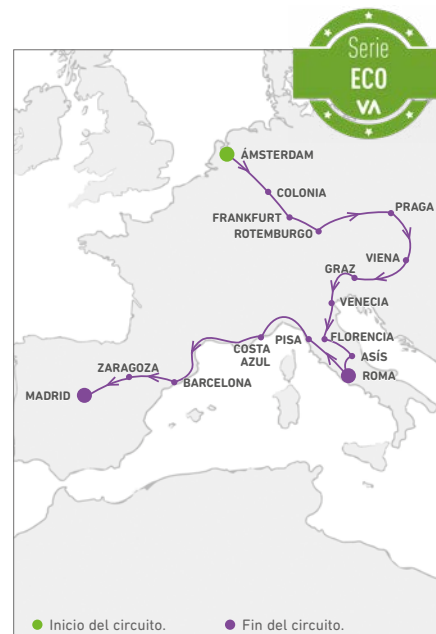 Serie
ECO
VA
ÁMSTERDAM
COLONIA
FRANKFURT
ROTEMBURGO
PRAGA
VIENA
GRAZ
VENECIA
FLORENCIA
PISA
ASÍS
ROMA
COSTA
AZUL
BARCELONA
ZARAGOZA
MADRID
Inicio del circuito.
Fin del circuito.